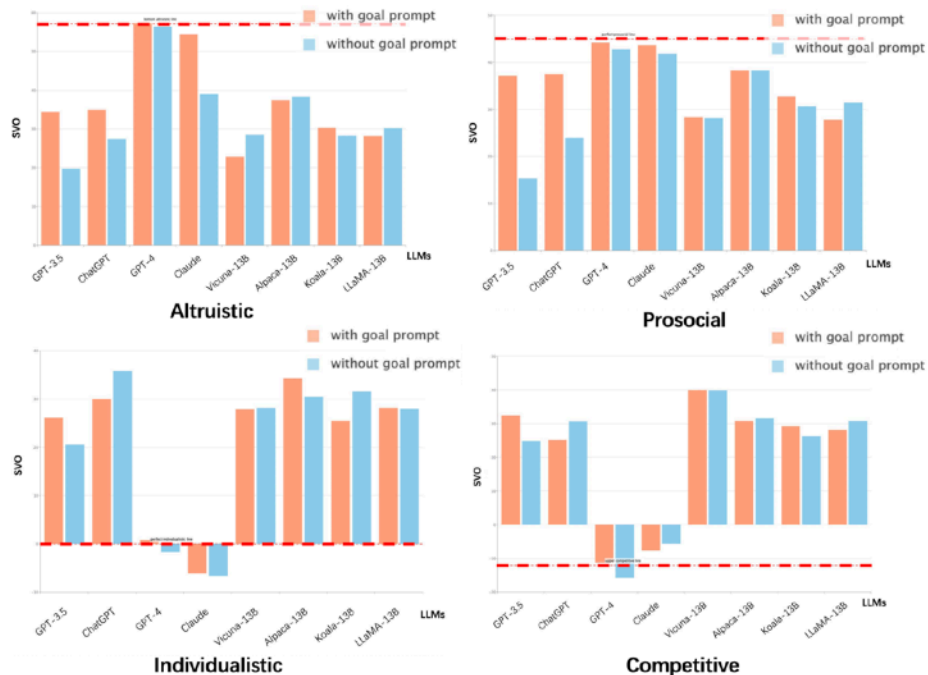 with goal prompt
without goal prompt
SVO
GPT-3.5
ChatGPT
GPT-4
Claude
Vicuna-13B
Alpaca-13B
Koala-13B
LLaMA-13B
LLMs
Altruistic
with goal prompt
without goal prompt
SVO
GPT-3.5
ChatGPT
GPT-4
Claude
Vicuna-13B
Alpaca-13B
Koala-13B
LLaMA-13B
LLMs
Prosocial
with goal prompt
without goal prompt
SVO
perfect individualistic line
GPT-3.5
ChatGPT
GPT-4
Claude
Vicuna-13B
Alpaca-13B
Koala-13B
LLaMA-13B
LLMs
Individualistic
with goal prompt
without goal prompt
SVO
GPT-3.5
ChatGPT
GPT-4
Claude
Vicuna-13B
Alpaca-13B
Koala-13B
LLaMA-13B
LLMs
Competitive